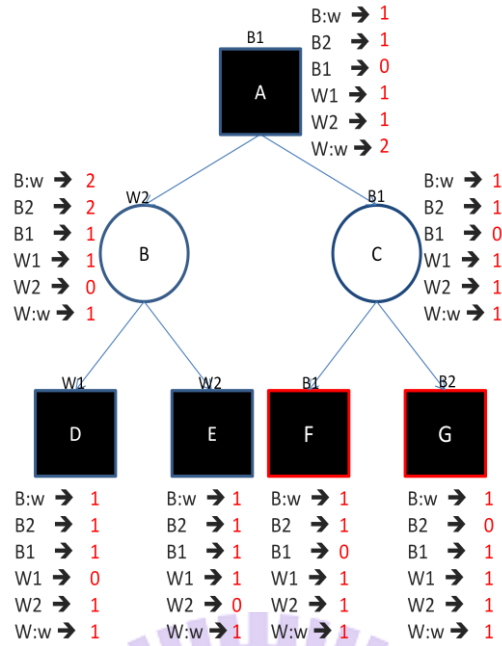 B1
A
B:w ➔ 1
B2 ➔ 1
B1 ➔ 0
W1 ➔ 1
W2 ➔ 1
W:w ➔ 2
W2
B
B:w ➔ 2
B2 ➔ 2
B1 ➔ 1
W1 ➔ 1
W2 ➔ 0
W:w ➔ 1
B1
C
B:w ➔ 1
B2 ➔ 1
B1 ➔ 0
W1 ➔ 1
W2 ➔ 1
W:w ➔ 1
W1
D
B:w ➔ 1
B2 ➔ 1
B1 ➔ 1
W1 ➔ 0
W2 ➔ 1
W:w ➔ 1
W2
E
B:w ➔ 1
B2 ➔ 1
B1 ➔ 1
W1 ➔ 1
W2 ➔ 0
W:w ➔ 1
B1
F
B:w ➔ 1
B2 ➔ 1
B1 ➔ 0
W1 ➔ 1
W2 ➔ 1
W:w ➔ 1
B2
G
B:w ➔ 1
B2 ➔ 0
B1 ➔ 1
W1 ➔ 1
W2 ➔ 1
W:w ➔ 1